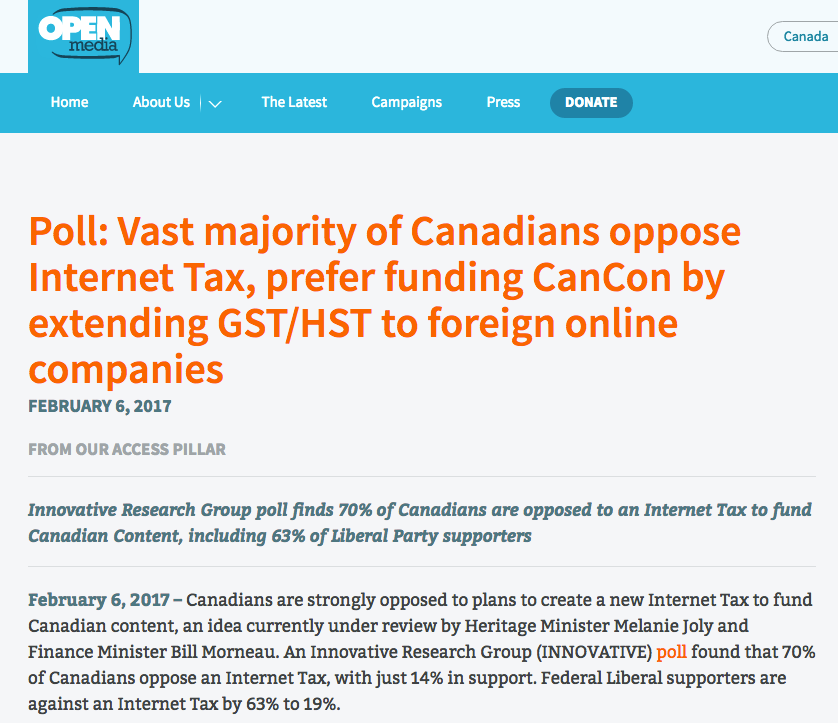 OPEN
media
Canada
Home About Us The Latest Campaigns Press DONATE
Poll: Vast majority of Canadians oppose
Internet Tax, prefer funding CanCon by
extending GST/HST to foreign online
companies
FEBRUARY 6, 2017
FROM OUR ACCESS PILLAR
Innovative Research Group poll finds 70% of Canadians are opposed to an Internet Tax to fund
Canadian Content, including 63% of Liberal Party supporters
February 6, 2017 – Canadians are strongly opposed to plans to create a new Internet Tax to fund
Canadian content, an idea currently under review by Heritage Minister Melanie Joly and
Finance Minister Bill Morneau. An Innovative Research Group (INNOVATIVE) poll found that 70%
of Canadians oppose an Internet Tax, with just 14% in support. Federal Liberal supporters are
against an Internet Tax by 63% to 19%.